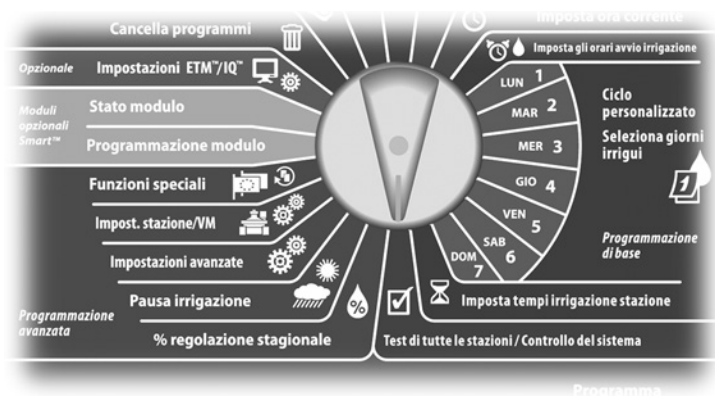 Cancella programmi
Opzionale
Impostazioni ETM™/IQ™
Moduli
opzionali
Smart™
Stato modulo
Programmazione modulo
Funzioni speciali
Impost. stazione/VM
Impostazioni avanzate
Pausa irrigazione
Programmazione
avanzata
% regolazione stagionale
%
Imposta ora corrente
Imposta gli orari avvio irrigazione
LUN 1
MAR 2
MER 3
GIO 4
VEN 5
SAB 6
DOM 7
Ciclo
personalizzato
Seleziona giorni
irrigui
1
Programmazione
di base
Imposta tempi irrigazione stazione
Test di tutte le stazioni / Controllo del sistema
Programma